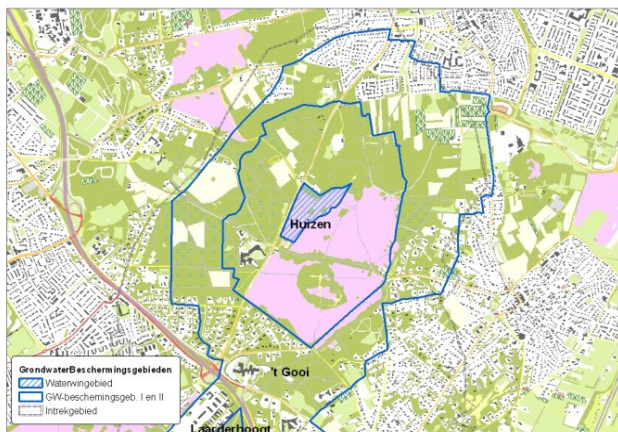 Huizen
't Gooi
Laarderhoogt
GrondwaterBeschermingsgebieden
Waterwingebied
GW-beschermingsgeb. I en II
Intrekgebied